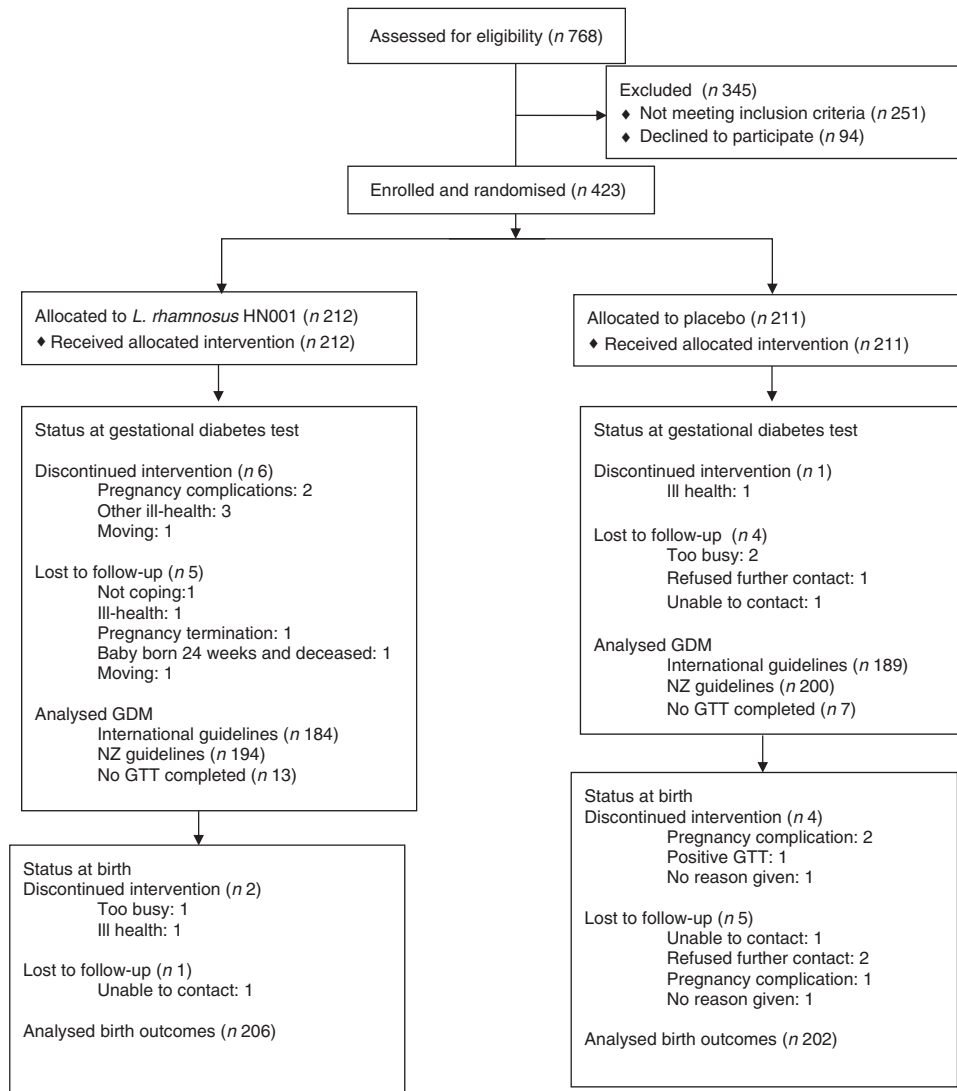 Assessed for eligibility (n 768)
Excluded (n 345)
♦ Not meeting inclusion criteria (n 251)
♦ Declined to participate (n 94)
Enrolled and randomised (n 423)
Allocated to L. rhamnosus HN001 (n 212)
♦ Received allocated intervention (n 212)
Allocated to placebo (n 211)
♦ Received allocated intervention (n 211)
Status at gestational diabetes test
Discontinued intervention (n 6)
Pregnancy complications: 2
Other ill-health: 3
Moving: 1
Lost to follow-up (n 5)
Not coping:1
Ill-health: 1
Pregnancy termination: 1
Baby born 24 weeks and deceased: 1
Moving: 1
Analysed GDM
International guidelines (n 184)
NZ guidelines (n 194)
No GTT completed (n 13)
Status at gestational diabetes test
Discontinued intervention (n 1)
Ill health: 1
Lost to follow-up (n 4)
Too busy: 2
Refused further contact: 1
Unable to contact: 1
Analysed GDM
International guidelines (n 189)
NZ guidelines (n 200)
No GTT completed (n 7)
Status at birth
Discontinued intervention (n 2)
Too busy: 1
Ill health: 1
Lost to follow-up (n 1)
Unable to contact: 1
Analysed birth outcomes (n 206)
Status at birth
Discontinued intervention (n 4)
Pregnancy complication: 2
Positive GTT: 1
No reason given: 1
Lost to follow-up (n 5)
Unable to contact: 1
Refused further contact: 2
Pregnancy complication: 1
No reason given: 1
Analysed birth outcomes (n 202)